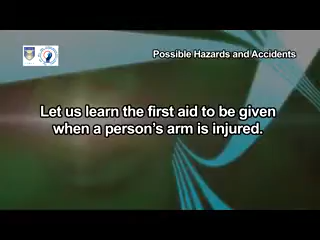 Possible Hazards and Accidents
Let us learn the first aid to be given
when a person's arm is injured.